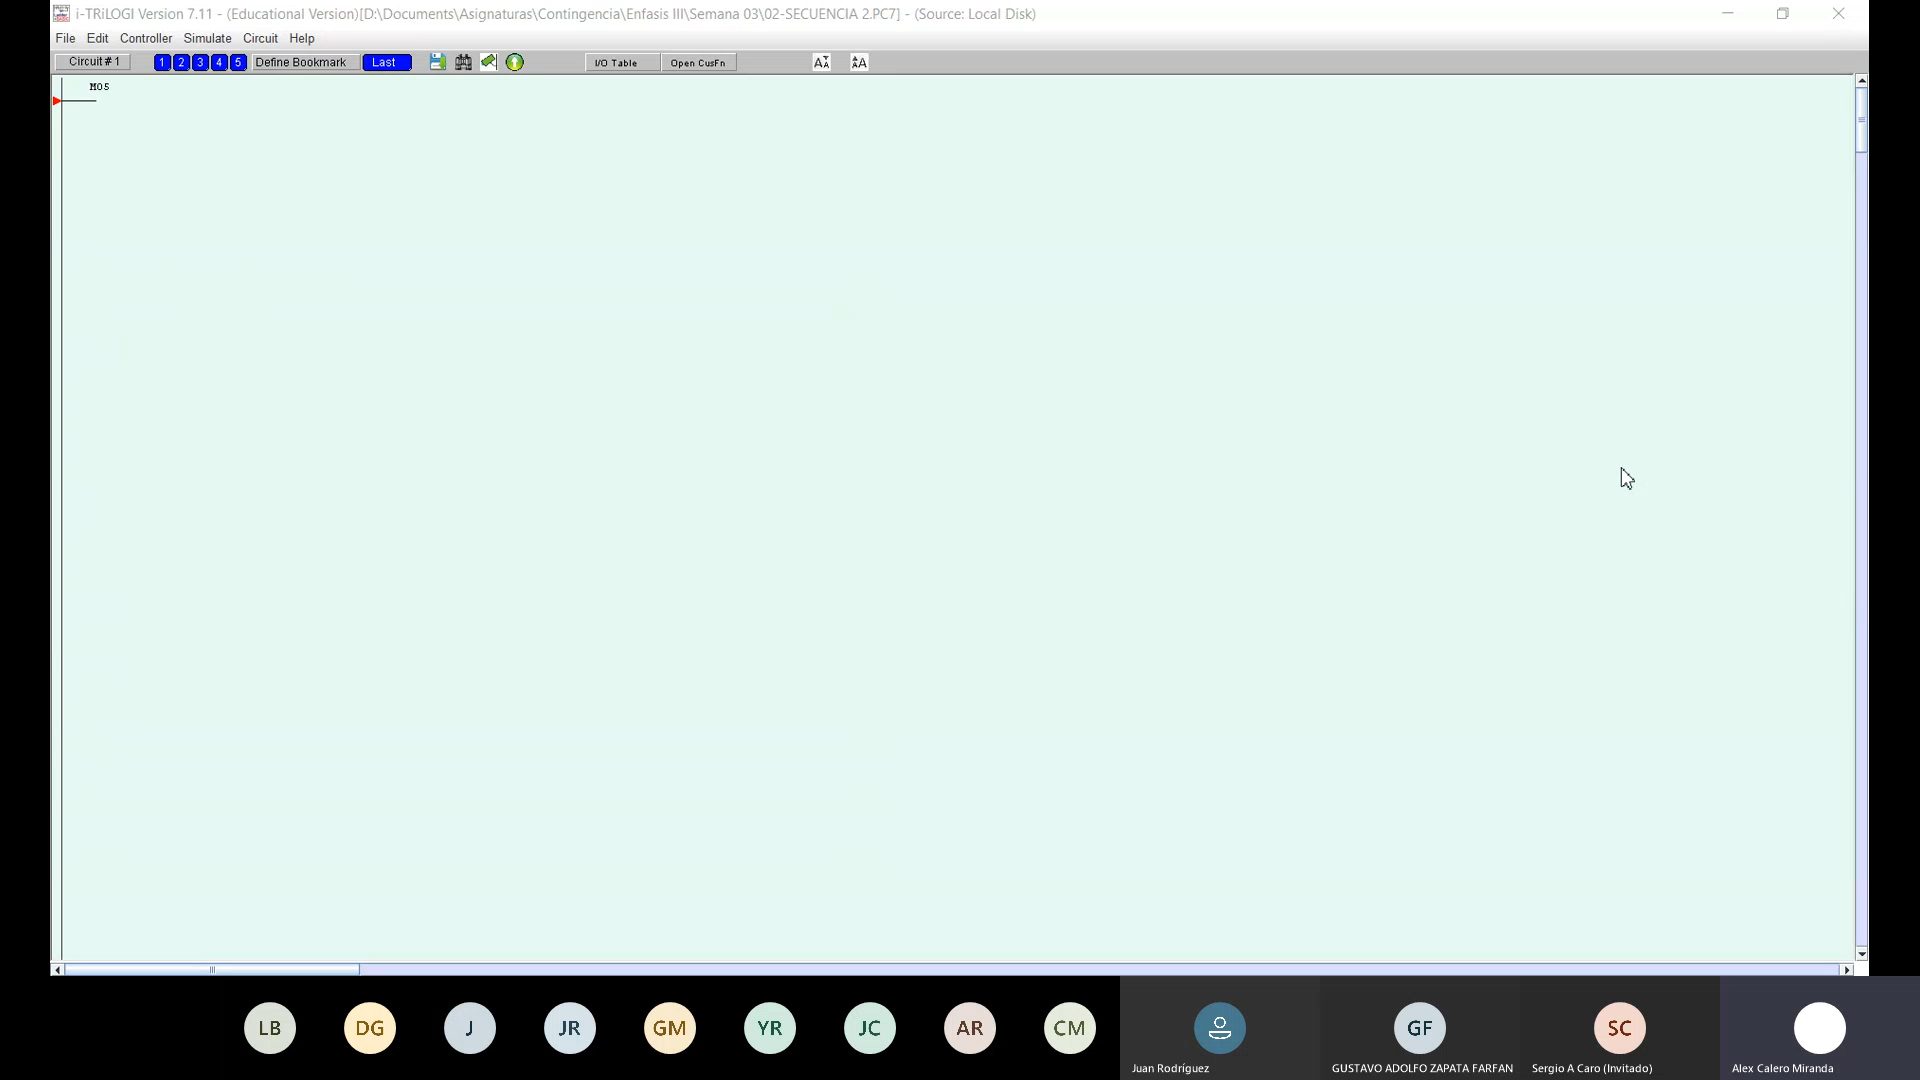 i-TRiLOGI Version 7.11 - (Educational Version)[D:\Documents\Asignaturas\Contingencia\Enfasis III\Semana 03\02-SECUENCIA 2.PC7] - (Source: Local Disk)
File Edit Controller Simulate Circuit Help
Circuit # 1 1 2 3 4 5 Define Bookmark Last I/O Table Open CusFn
M05
LB DG J JR GM YR JC AR CM GF SC
Juan Rodríguez GUSTAVO ADOLFO ZAPATA FARFAN Sergio A Caro (Invitado) Alex Calero Miranda